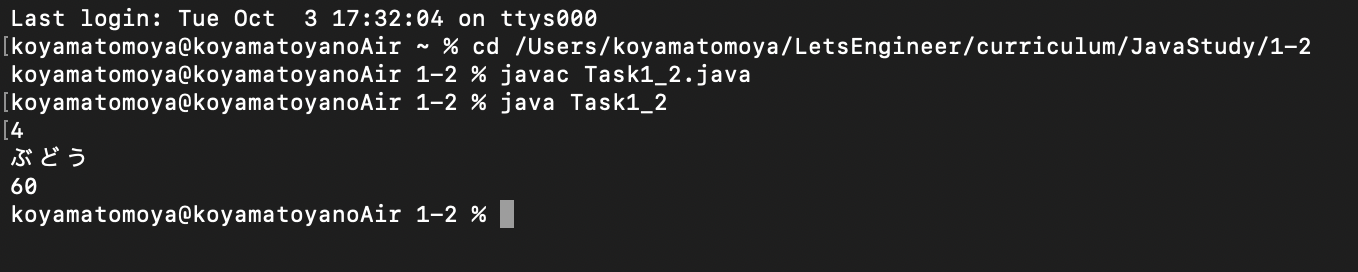 Last login: Tue Oct  3 17:32:04 on ttys000
[koyamatomoya@koyamatoyanoAir ~ % cd /Users/koyamatomoya/LetsEngineer/curriculum/JavaStudy/1-2
koyamatomoya@koyamatoyanoAir 1-2 % javac Task1_2.java
[koyamatomoya@koyamatoyanoAir 1-2 % java Task1_2
[4
ぶどう
60
koyamatomoya@koyamatoyanoAir 1-2 %